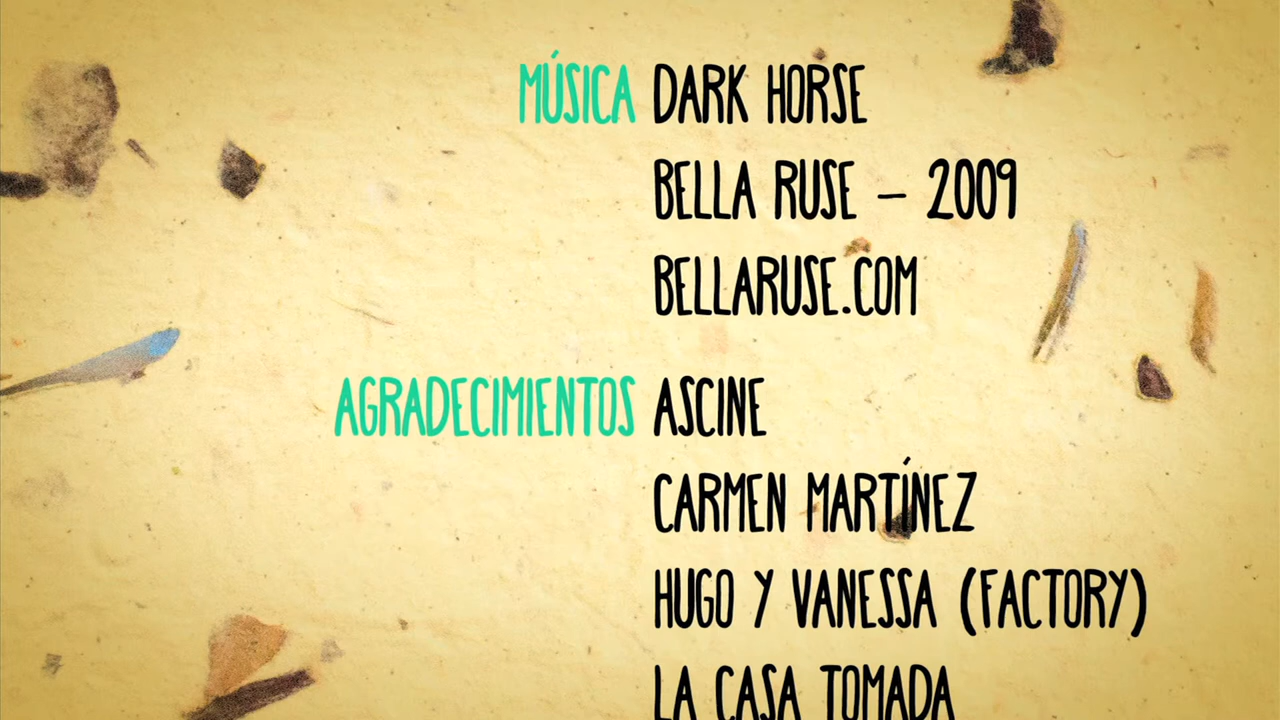 MÚSICA DARK HORSE
BELLA RUSE – 2009
BELLARUSE.COM
AGRADECIMIENTOS ASCINE
CARMEN MARTÍNEZ
HUGO Y VANESSA (FACTORY)
LA CASA TOMADA